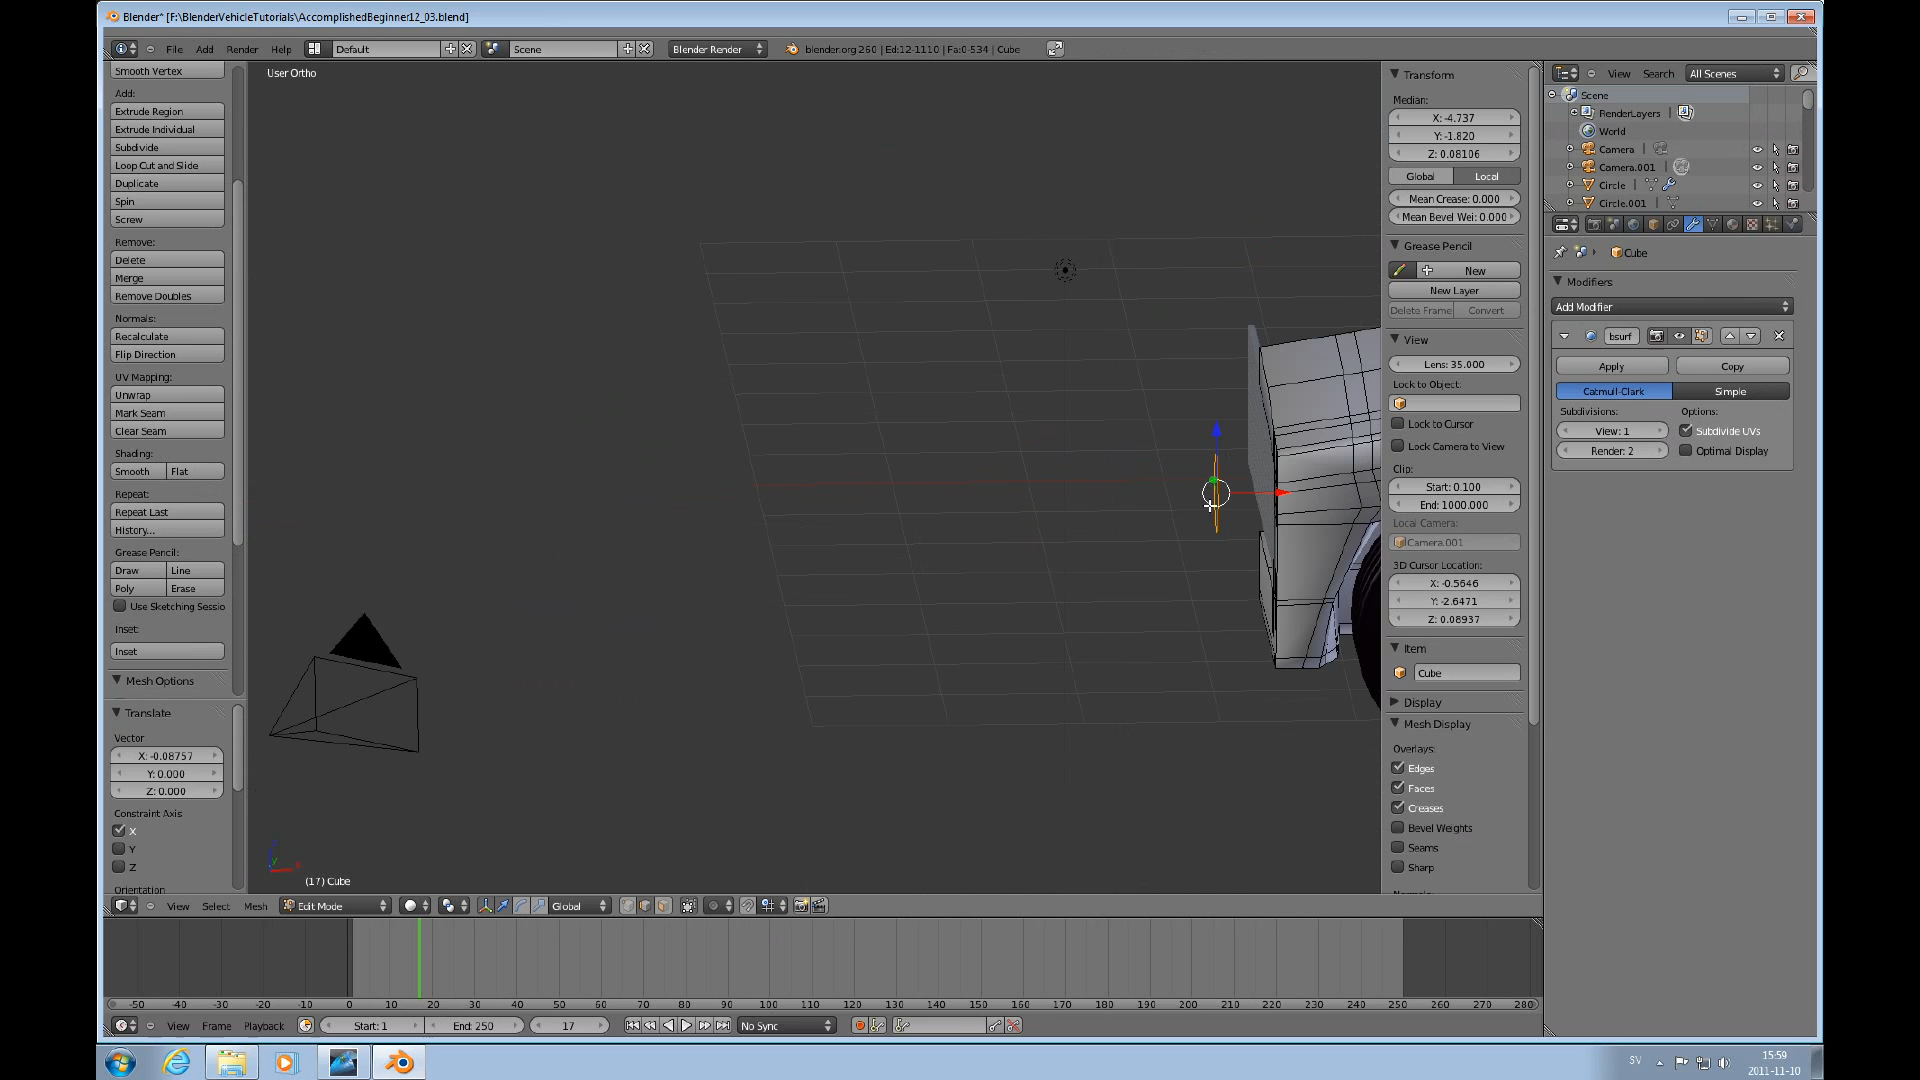 Blender* [F:\BlenderVehicleTutorials\AccomplishedBeginner12_03.blend]
File Add Render Help Default Scene Blender Render blender.org 260 | Ed:12-1110 | Fa:0-534 | Cube
Smooth Vertex
Add:
Extrude Region
Extrude Individual
Subdivide
Loop Cut and Slide
Duplicate
Spin
Screw
Remove:
Delete
Merge
Remove Doubles
Normals:
Recalculate
Flip Direction
UV Mapping:
Unwrap
Mark Seam
Clear Seam
Shading:
Smooth Flat
Repeat:
Repeat Last
History...
Grease Pencil:
Draw Line
Poly Erase
Use Sketching Sessio
Inset:
Inset
Mesh Options
Translate
Vector
X: -0.08757
Y: 0.000
Z: 0.000
Constraint Axis
X
Y
Z
Orientation
User Ortho
(17) Cube
Transform
Median:
X: -4.737
Y: -1.820
Z: 0.08106
Global Local
Mean Crease: 0.000
Mean Bevel Wei: 0.000
Grease Pencil
New
New Layer
Delete Frame Convert
View
Lens: 35.000
Lock to Object:
Lock to Cursor
Lock Camera to View
Clip:
Start: 0.100
End: 1000.000
Local Camera:
Camera.001
3D Cursor Location:
X: -0.5646
Y: -2.6471
Z: 0.08937
Item
Cube
Display
Mesh Display
Overlays:
Edges
Faces
Creases
Bevel Weights
Seams
Sharp
View Search All Scenes
Scene
RenderLayers
World
Camera
Camera.001
Circle
Circle.001
Cube
Modifiers
Add Modifier
bsurf
Apply Copy
Catmull-Clark Simple
Subdivisions: Options:
View: 1 Subdivide UVs
Render: 2 Optimal Display
View Select Mesh Edit Mode Global
-50 -40 -30 -20 -10 0 10 20 30 40 50 60 70 80 90 100 110 120 130 140 150 160 170 180 190 200 210 220 230 240 250 260 270 280
View Frame Playback Start: 1 End: 250 17 No Sync
SV 15:59
2011-11-10